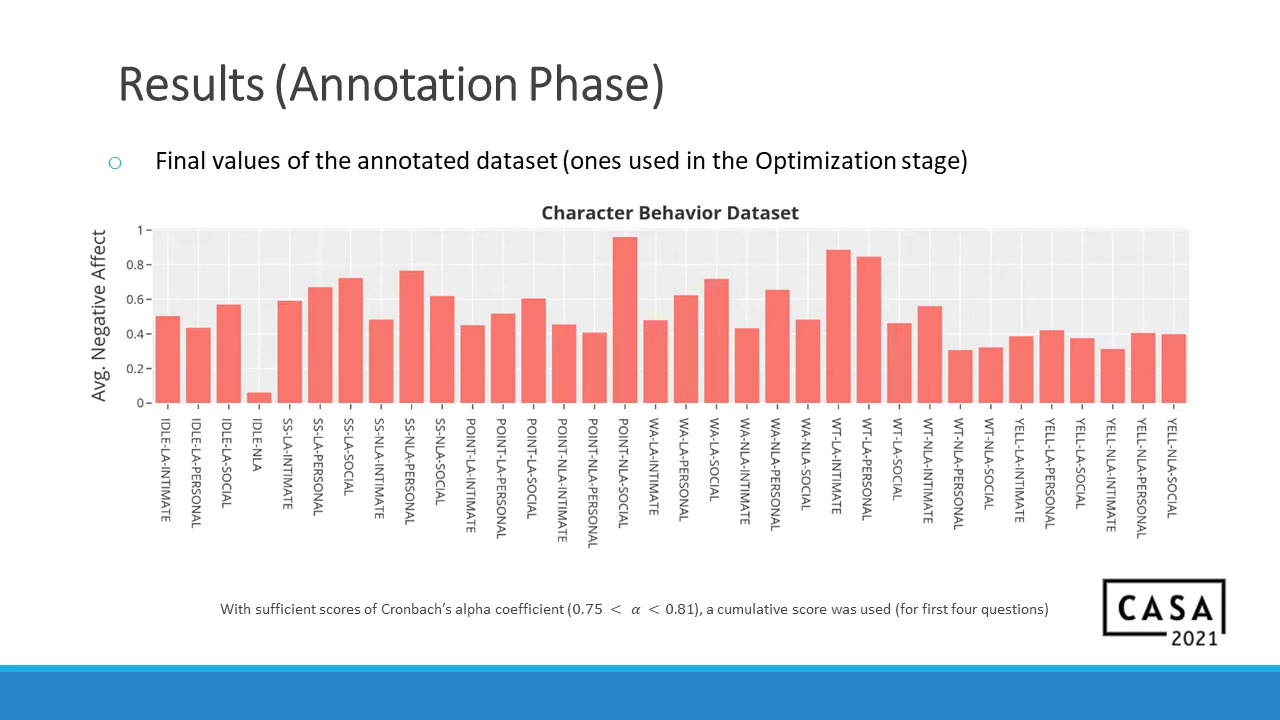 Results (Annotation Phase)
o Final values of the annotated dataset (ones used in the Optimization stage)
Character Behavior Dataset
Avg. Negative Affect
1
0.8
0.6
0.4
0.2
0
IDLE-LA-INTIMATE
IDLE-LA-PERSONAL
IDLE-LA-SOCIAL
IDLE-NLA
SS-LA-INTIMATE
SS-LA-PERSONAL
SS-LA-SOCIAL
SS-NLA-INTIMATE
SS-NLA-PERSONAL
SS-NLA-SOCIAL
POINT-LA-INTIMATE
POINT-LA-PERSONAL
POINT-LA-SOCIAL
POINT-NLA-INTIMATE
POINT-NLA-PERSONAL
POINT-NLA-SOCIAL
WA-LA-INTIMATE
WA-LA-PERSONAL
WA-LA-SOCIAL
WA-NLA-INTIMATE
WA-NLA-PERSONAL
WA-NLA-SOCIAL
WT-LA-INTIMATE
WT-LA-PERSONAL
WT-LA-SOCIAL
WT-NLA-INTIMATE
WT-NLA-PERSONAL
WT-NLA-SOCIAL
YELL-LA-INTIMATE
YELL-LA-PERSONAL
YELL-LA-SOCIAL
YELL-NLA-INTIMATE
YELL-NLA-PERSONAL
YELL-NLA-SOCIAL
With sufficient scores of Cronbach's alpha coefficient (0.75 < α < 0.81), a cumulative score was used (for first four questions)
CASA
2021